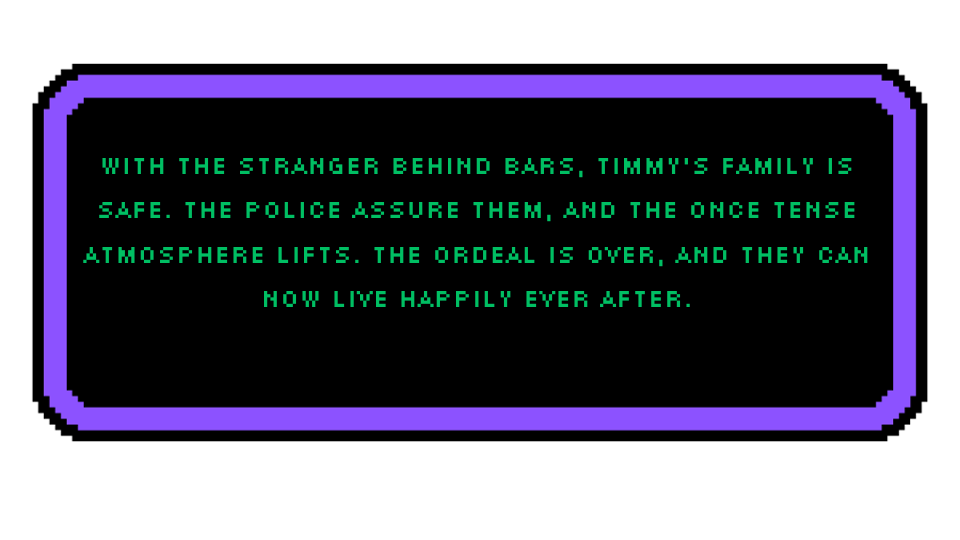 WITH THE STRANGER BEHIND BARS, TIMMY'S FAMILY IS
SAFE. THE POLICE ASSURE THEM, AND THE ONCE TENSE
ATMOSPHERE LIFTS. THE ORDEAL IS OVER, AND THEY CAN
NOW LIVE HAPPILY EVER AFTER.